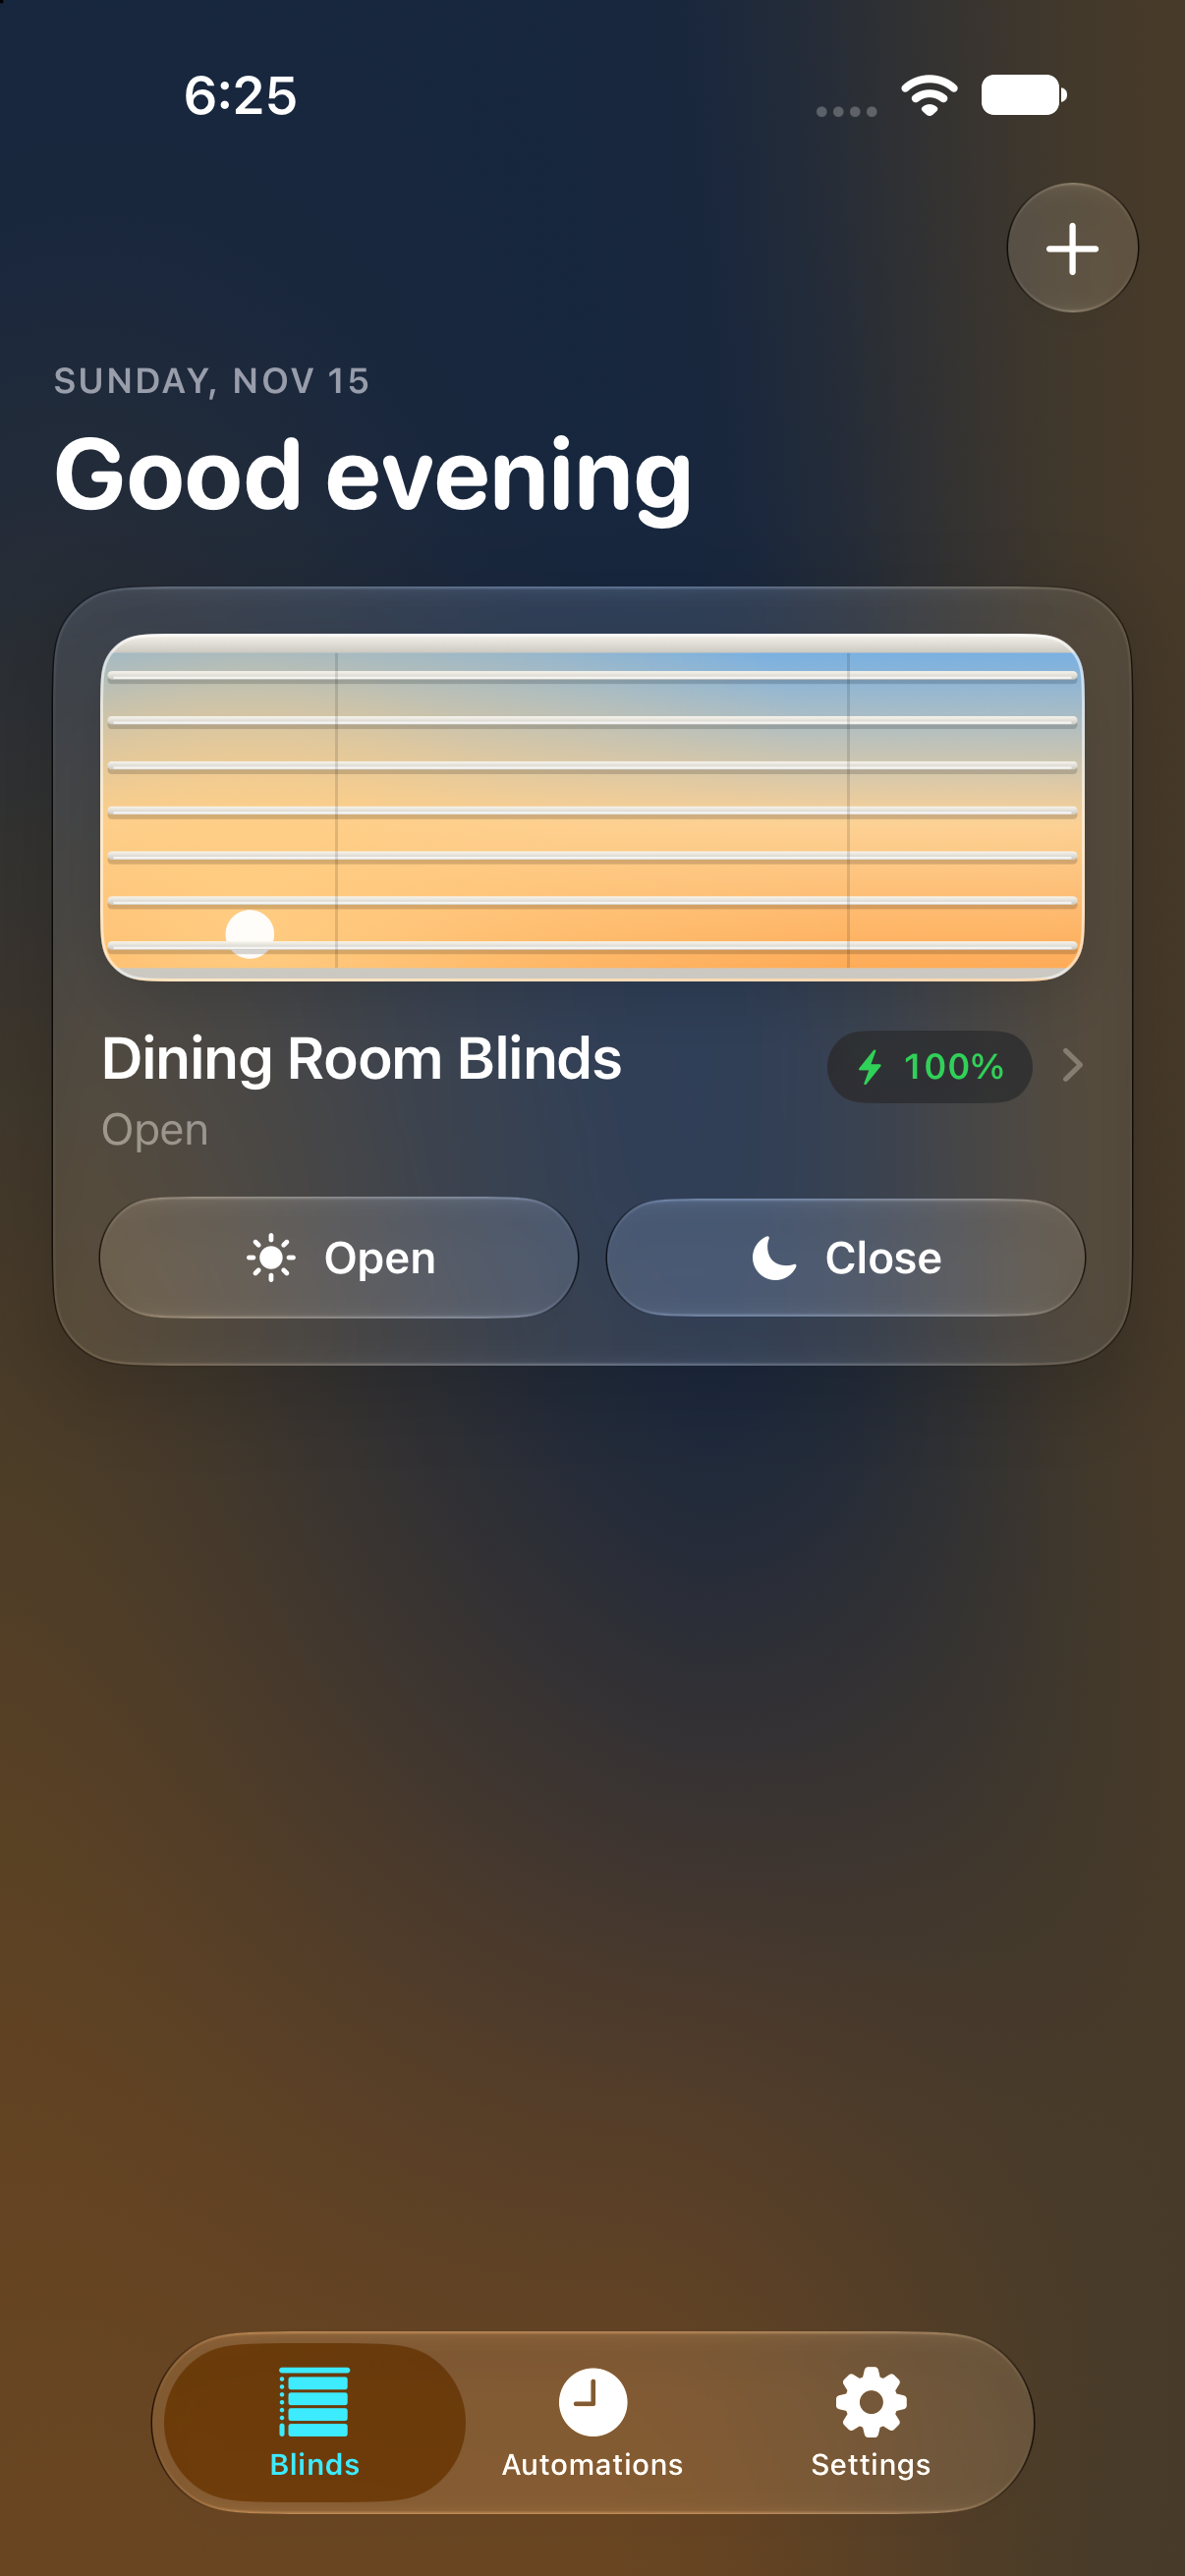 6:25
SUNDAY, NOV 15
Good evening
Dining Room Blinds
100%
Open
Open
Close
Blinds
Automations
Settings